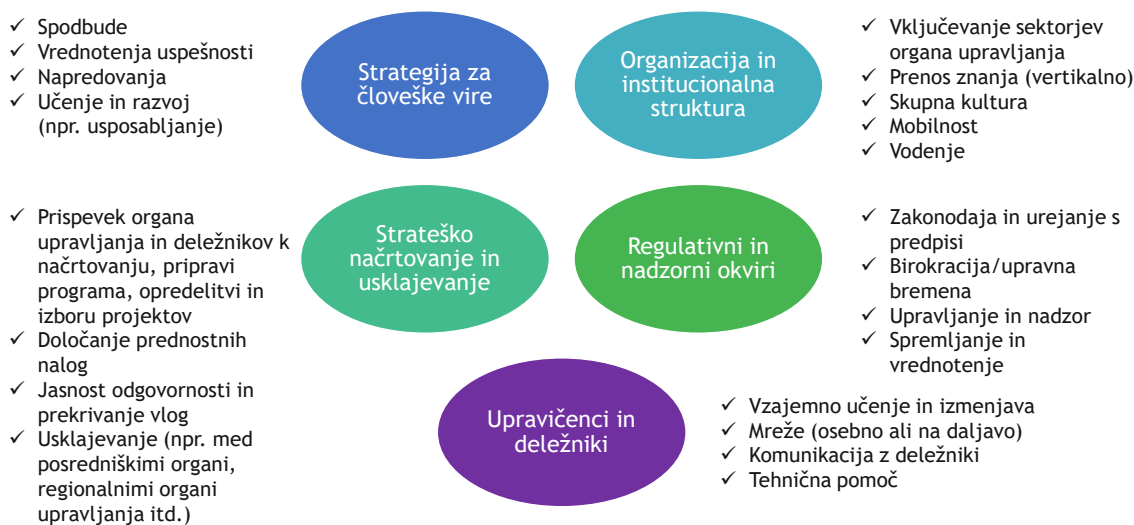 ✓ Spodbude
✓ Vrednotenja uspešnosti
✓ Napredovanja
✓ Učenje in razvoj
(npr. usposabljanje)
Strategija za
človeške vire
Organizacija in
institucionalna
struktura
✓ Vključevanje sektorjev
organa upravljanja
✓ Prenos znanja (vertikalno)
✓ Skupna kultura
✓ Mobilnost
✓ Vodenje
✓ Prispevek organa
upravljanja in deležnikov k
načrtovanju, pripravi
programa, opredelitvi in
izboru projektov
✓ Določanje prednostnih
nalog
✓ Jasnost odgovornosti in
prekrivanje vlog
✓ Usklajevanje (npr. med
posredniškimi organi,
regionalnimi organi
upravljanja itd.)
Strateško
načrtovanje in
usklajevanje
Regulativni in
nadzorni okviri
✓ Zakonodaja in urejanje s
predpisi
✓ Birokracija/upravna
bremena
✓ Upravljanje in nadzor
✓ Spremljanje in
vrednotenje
Upravičenci in
deležniki
✓ Vzajemno učenje in izmenjava
✓ Mreže (osebno ali na daljavo)
✓ Komunikacija z deležniki
✓ Tehnična pomoč